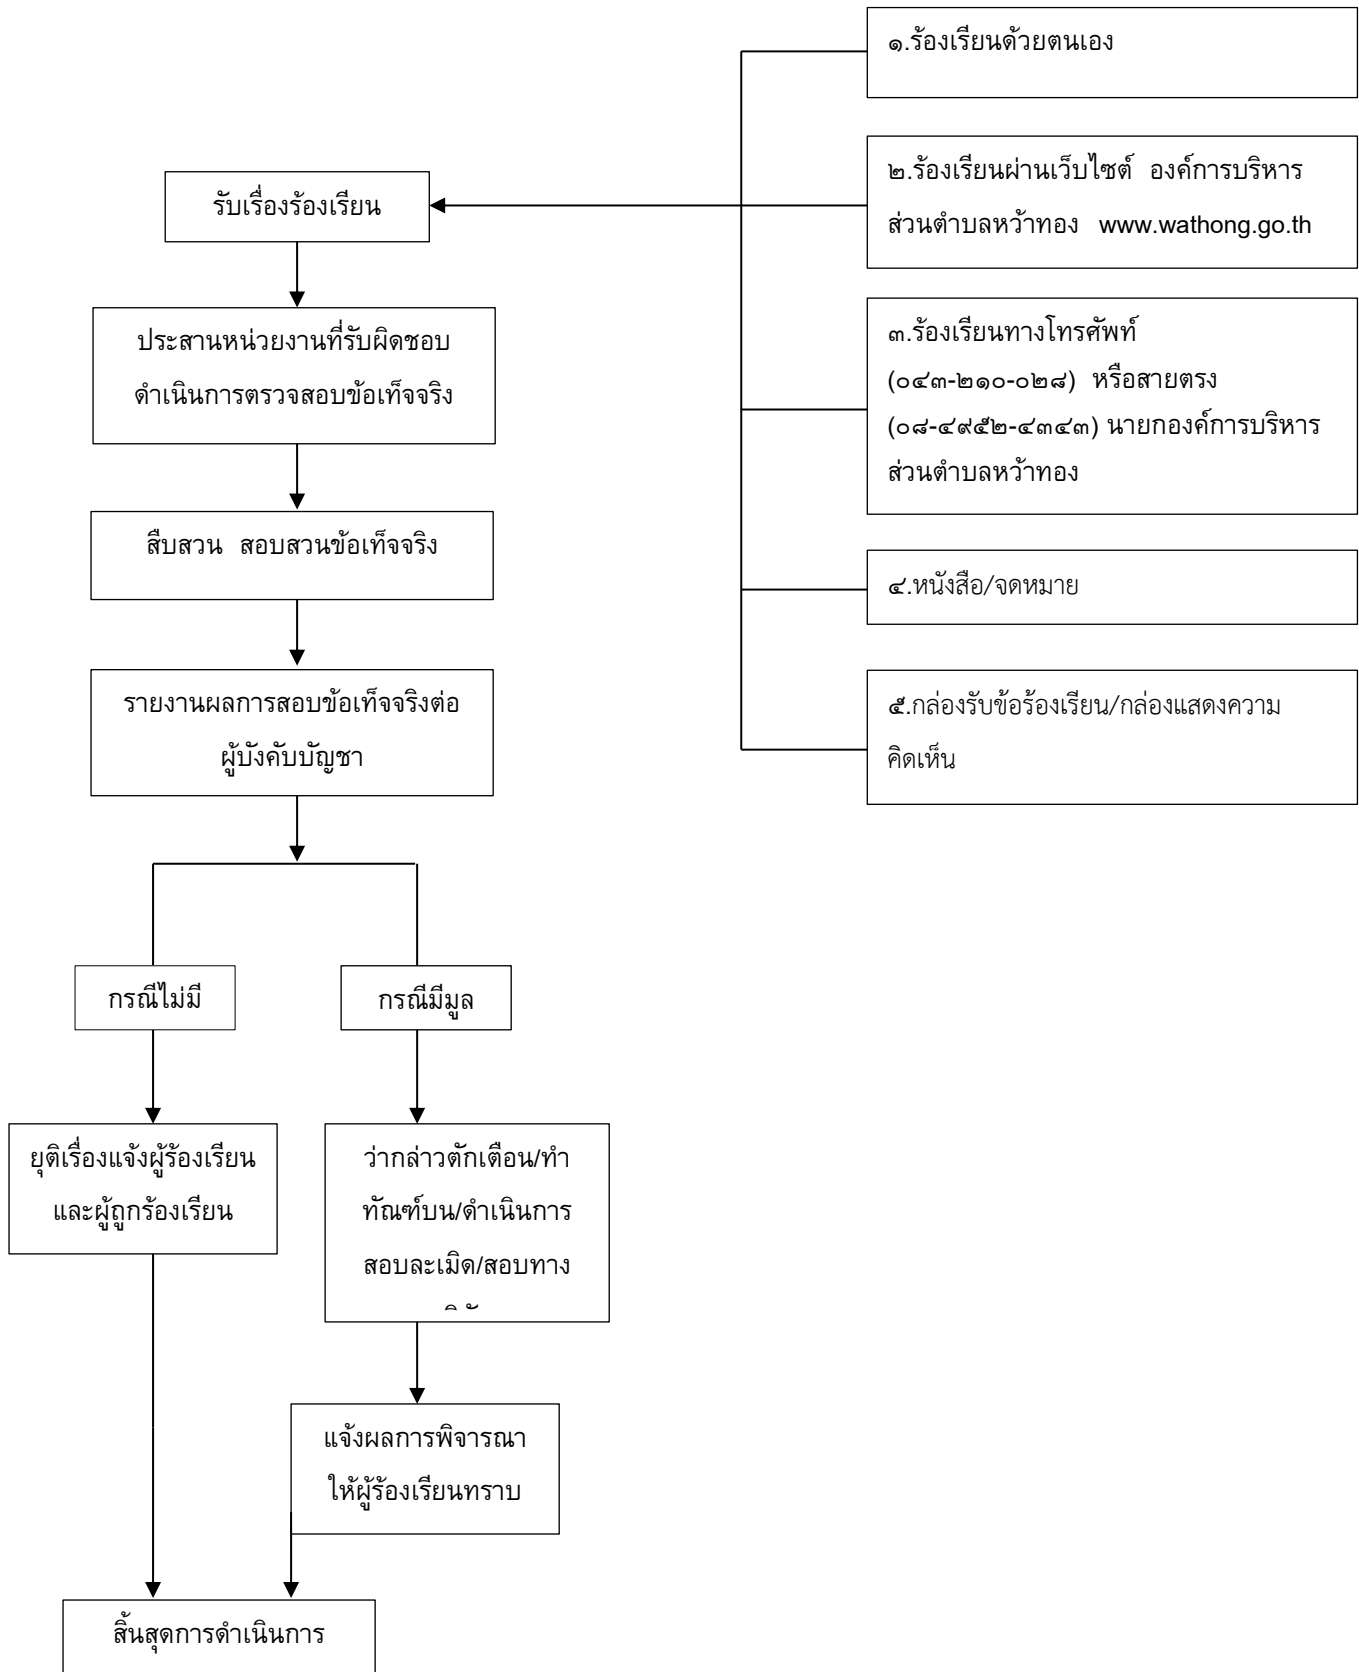 ๑.ร้องเรียนด้วยตนเอง
๒.ร้องเรียนผ่านเว็บไซต์ องค์การบริหาร
ส่วนตำบลหว้าทอง www.wathong.go.th
๓.ร้องเรียนทางโทรศัพท์
(๐๔๓-๒๑๐-๐๒๘) หรือสายตรง
(๐๘-๔๙๕๒-๔๓๔๓) นายกองค์การบริหาร
ส่วนตำบลหว้าทอง
๔.หนังสือ/จดหมาย
๕.กล่องรับข้อร้องเรียน/กล่องแสดงความ
คิดเห็น
รับเรื่องร้องเรียน
ประสานหน่วยงานที่รับผิดชอบ
ดำเนินการตรวจสอบข้อเท็จจริง
สืบสวน สอบสวนข้อเท็จจริง
รายงานผลการสอบข้อเท็จจริงต่อ
ผู้บังคับบัญชา
กรณีไม่มี
กรณีมีมูล
ยุติเรื่องแจ้งผู้ร้องเรียน
และผู้ถูกร้องเรียน
ว่ากล่าวตักเตือน/ทำ
ทัณฑ์บน/ดำเนินการ
สอบละเมิด/สอบทาง
แจ้งผลการพิจารณา
ให้ผู้ร้องเรียนทราบ
สิ้นสุดการดำเนินการ